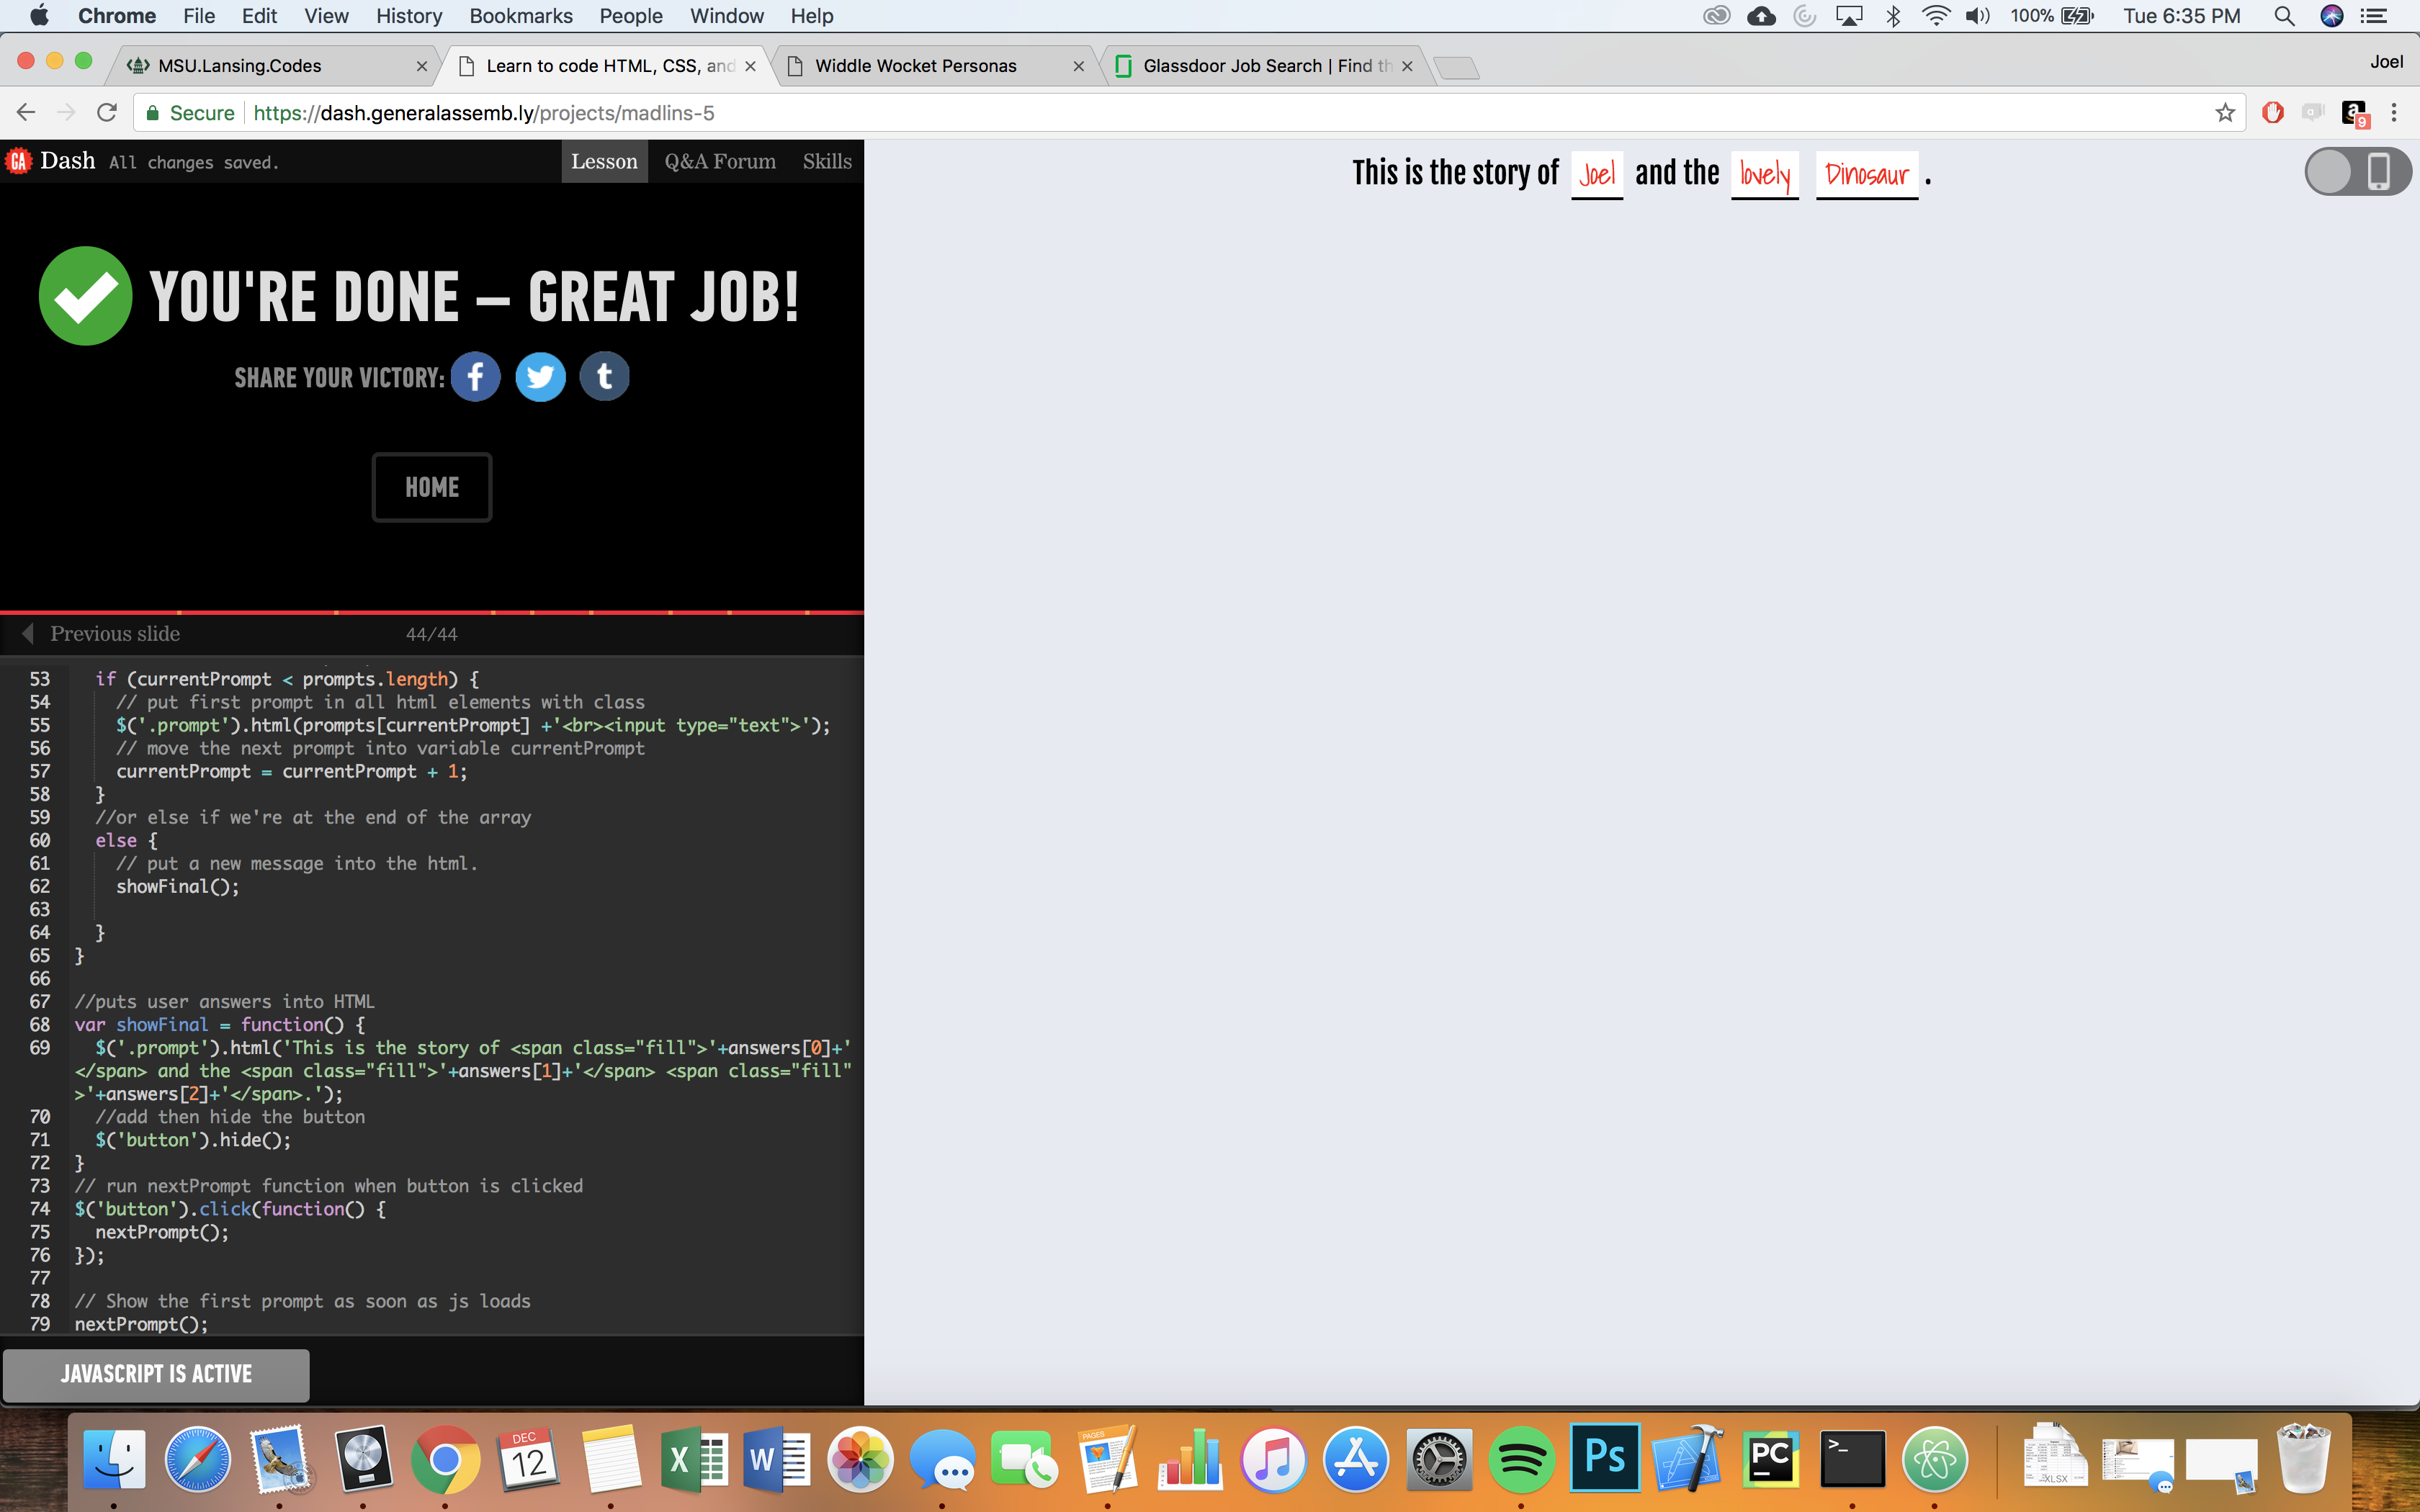 Chrome File Edit View History Bookmarks People Window Help 100% Tue 6:35 PM
MSU.Lansing.Codes Learn to code HTML, CSS, and Widdle Wocket Personas Glassdoor Job Search | Find th Joel
Secure https://dash.generalassemb.ly/projects/madlins-5 a 9
GA Dash All changes saved. Lesson Q&A Forum Skills
This is the story of Joel and the lovely Dinosaur .
YOU'RE DONE – GREAT JOB!
SHARE YOUR VICTORY: f t
HOME
Previous slide 44/44
53 if (currentPrompt < prompts.length) {
54 // put first prompt in all html elements with class
55 $('.prompt').html(prompts[currentPrompt] +'<br><input type="text">');
56 // move the next prompt into variable currentPrompt
57 currentPrompt = currentPrompt + 1;
58 }
59 //or else if we're at the end of the array
60 else {
61 // put a new message into the html.
62 showFinal();
63
64 }
65 }
66
67 //puts user answers into HTML
68 var showFinal = function() {
69 $('.prompt').html('This is the story of <span class="fill">'+answers[0]+'
</span> and the <span class="fill">'+answers[1]+'</span> <span class="fill"
>'+answers[2]+'</span>.');
70 //add then hide the button
71 $('button').hide();
72 }
73 // run nextPrompt function when button is clicked
74 $('button').click(function() {
75 nextPrompt();
76 });
77
78 // Show the first prompt as soon as js loads
79 nextPrompt();
JAVASCRIPT IS ACTIVE
DEC 12 X W PAGES Ps PC >_ XLSX